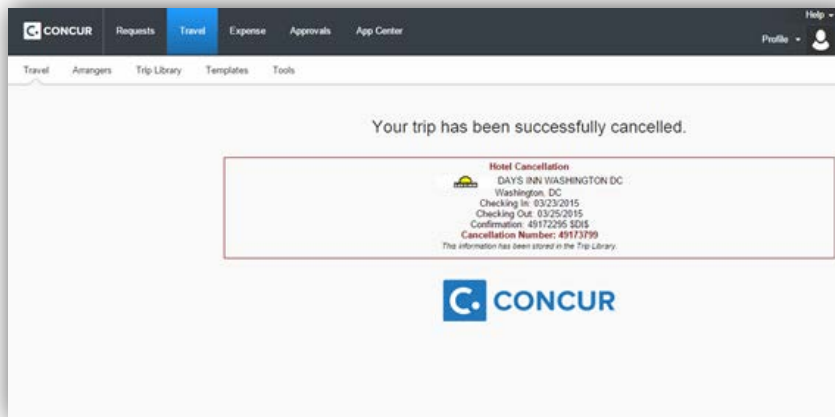 Help
CONCUR Requests Travel Expense Approvals App Center
Profile
Travel Arrangers Trip Library Templates Tools
Your trip has been successfully cancelled.
Hotel Cancellation
DAYS INN WASHINGTON DC
Washington, DC
Checking In: 03/23/2015
Checking Out: 03/25/2015
Confirmation: 49172295 $DI$
Cancellation Number: 49173799
This information has been stored in the Trip Library.
C. CONCUR